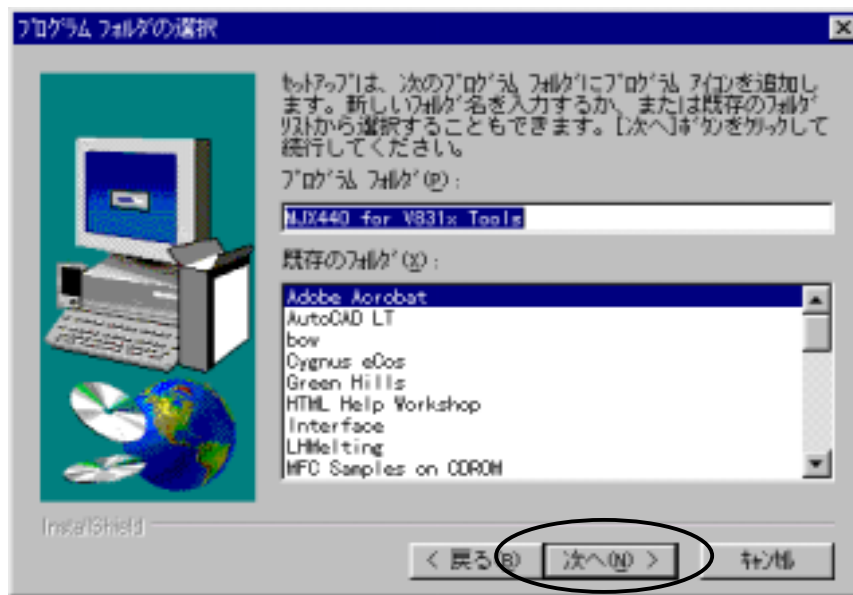 プログラム フォルダの選択
セットアップは、次のプログラム フォルダにプログラム アイコンを追加し
ます。新しいフォルダ名を入力するか、または既存のフォルダ
リストから選択することもできます。[次へ]ボタンをクリックして
続行してください。
プログラム フォルダ(P):
NJX440 for V831x Tools
既存のフォルダ(X):
Adobe Acrobat
AutoCAD LT
bow
Cygnus eCos
Green Hills
HTML Help Workshop
Interface
LHMelting
MFC Samples on CDROM
InstallShield
< 戻る(B) 次へ(N) > キャンセル